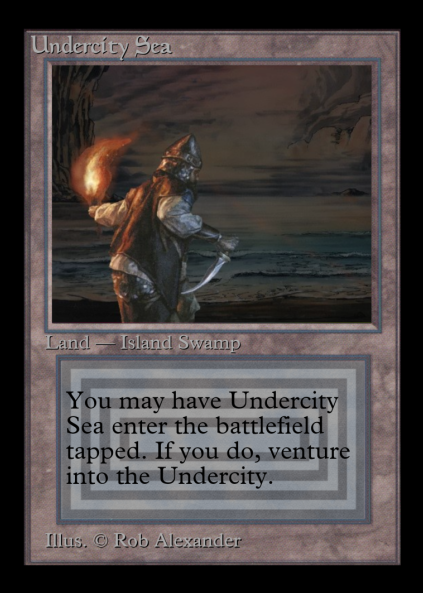 Undercity Sea
Land — Island Swamp
You may have Undercity
Sea enter the battlefield
tapped. If you do, venture
into the Undercity.
Illus. © Rob Alexander